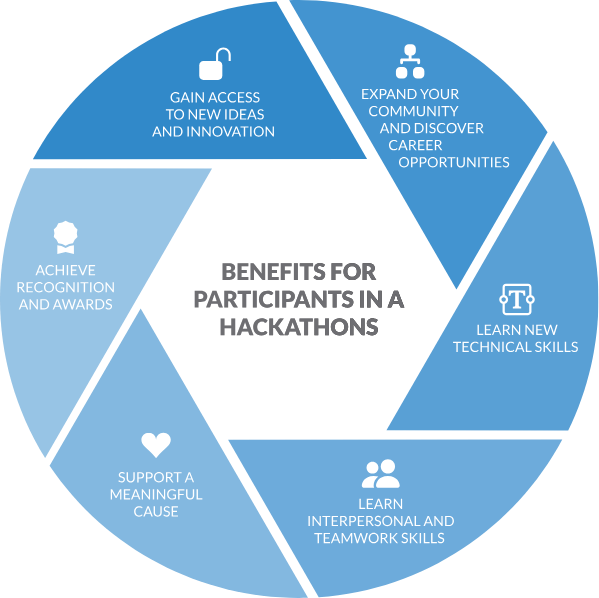 GAIN ACCESS
TO NEW IDEAS
AND INNOVATION
EXPAND YOUR
COMMUNITY
AND DISCOVER
CAREER
OPPORTUNITIES
LEARN NEW
TECHNICAL SKILLS
LEARN
INTERPERSONAL AND
TEAMWORK SKILLS
SUPPORT A
MEANINGFUL
CAUSE
ACHIEVE
RECOGNITION
AND AWARDS
BENEFITS FOR
PARTICIPANTS IN A
HACKATHONS
T